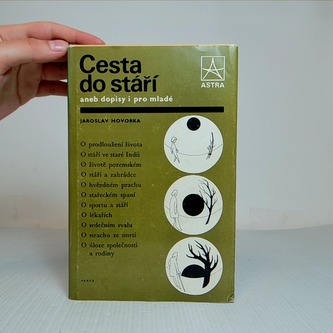 Cesta
do stáří
aneb dopisy i pro mladé
ASTRA
JAROSLAV HOVORKA
O prodloužení života
O stáří ve staré Indii
O životě pozemském
O stáří a zahrádce
O hvězdném prachu
O stařeckém spaní
O sportu a stáří
O lékařích
O srdečním svalu
O strachu ze smrti
O úloze společnosti
a rodiny